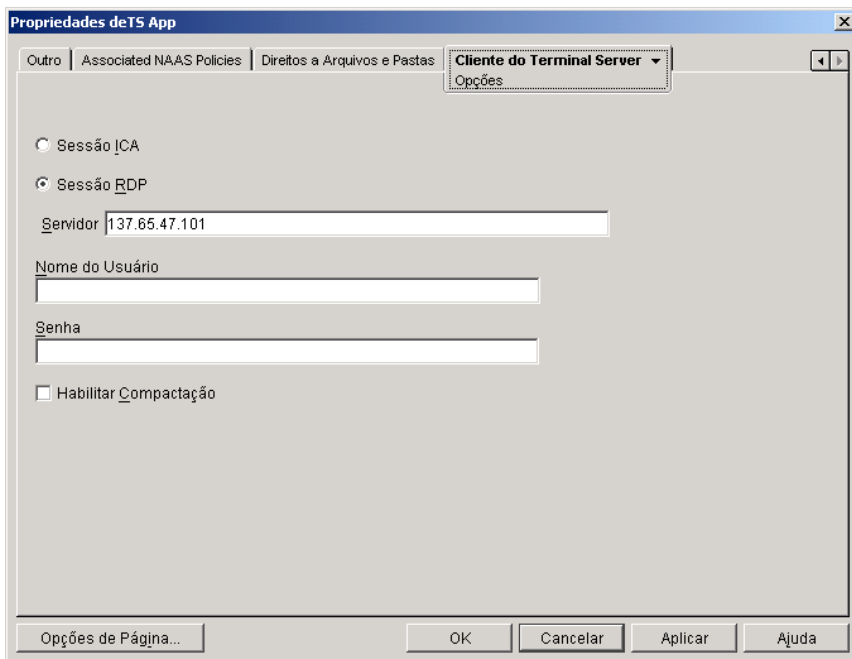 Propriedades deTS App
Outro Associated NAAS Policies Direitos a Arquivos e Pastas Cliente do Terminal Server
Opções
Sessão ICA
Sessão RDP
Servidor 137.65.47.101
Nome do Usuário
Senha
Habilitar Compactação
Opções de Página... OK Cancelar Aplicar Ajuda